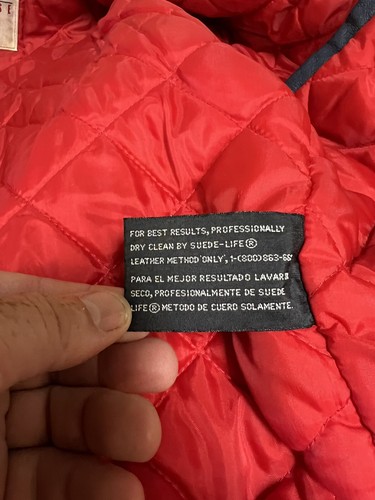 FOR BEST RESULTS, PROFESSIONALLY
DRY CLEAN BY SUEDE-LIFE®
LEATHER METHOD 'ONLY', 1-(800)863-
PARA EL MEJOR RESULTADO LAVAR
SECO, PROFESIONALMENTE DE SUEDE
LIFE® METODO DE CUERO SOLAMENTE.